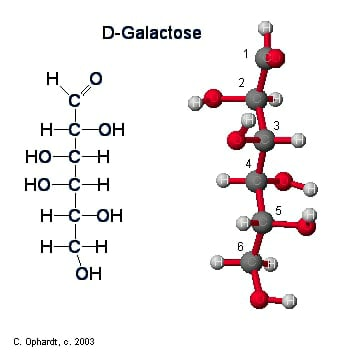 D-Galactose
H O
C
H-C-OH
HO-C-H
HO-C-H
H-C-OH
H-C-H
OH
H
1
O
2
H H
3
H
H
4
H H
5
H H
6
H H
H
C. Ophardt, c. 2003